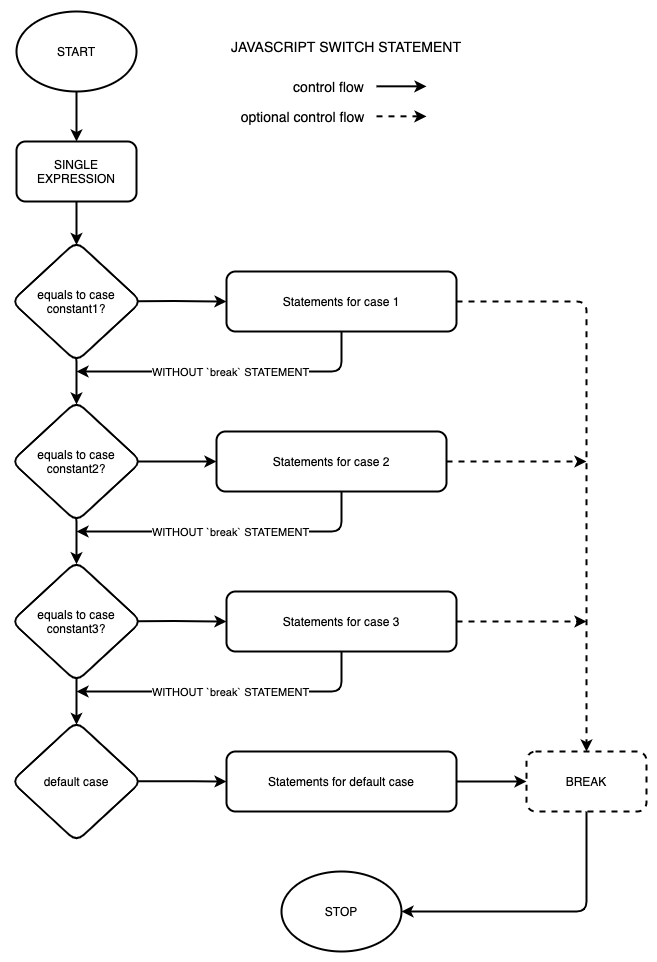 START
JAVASCRIPT SWITCH STATEMENT
control flow
optional control flow
SINGLE
EXPRESSION
equals to case
constant1?
Statements for case 1
WITHOUT `break` STATEMENT
equals to case
constant2?
Statements for case 2
WITHOUT `break` STATEMENT
equals to case
constant3?
Statements for case 3
WITHOUT `break` STATEMENT
default case
Statements for default case
BREAK
STOP